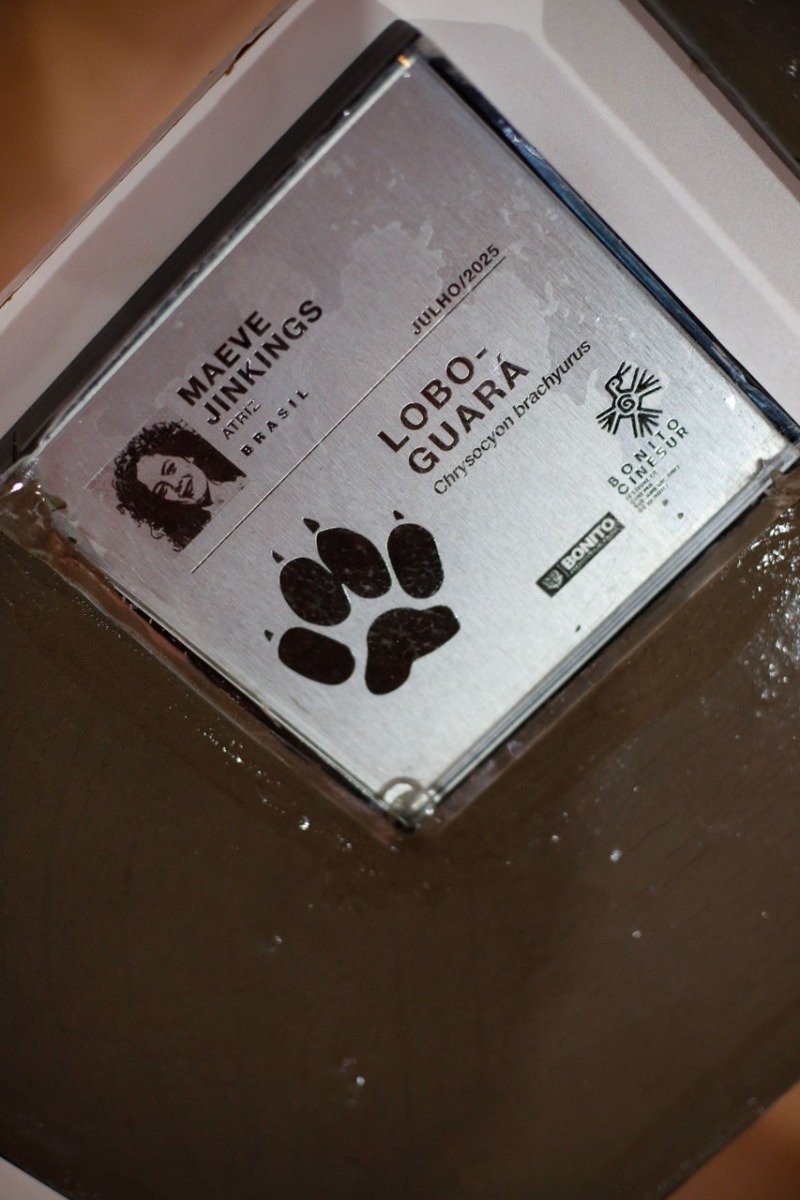 MAEVE
JINKINGS
ATRIZ
BRASIL
JULHO/2025
LOBO-
GUARÁ
Chrysocyon brachyurus
BONITO
CINESUR
BONITO